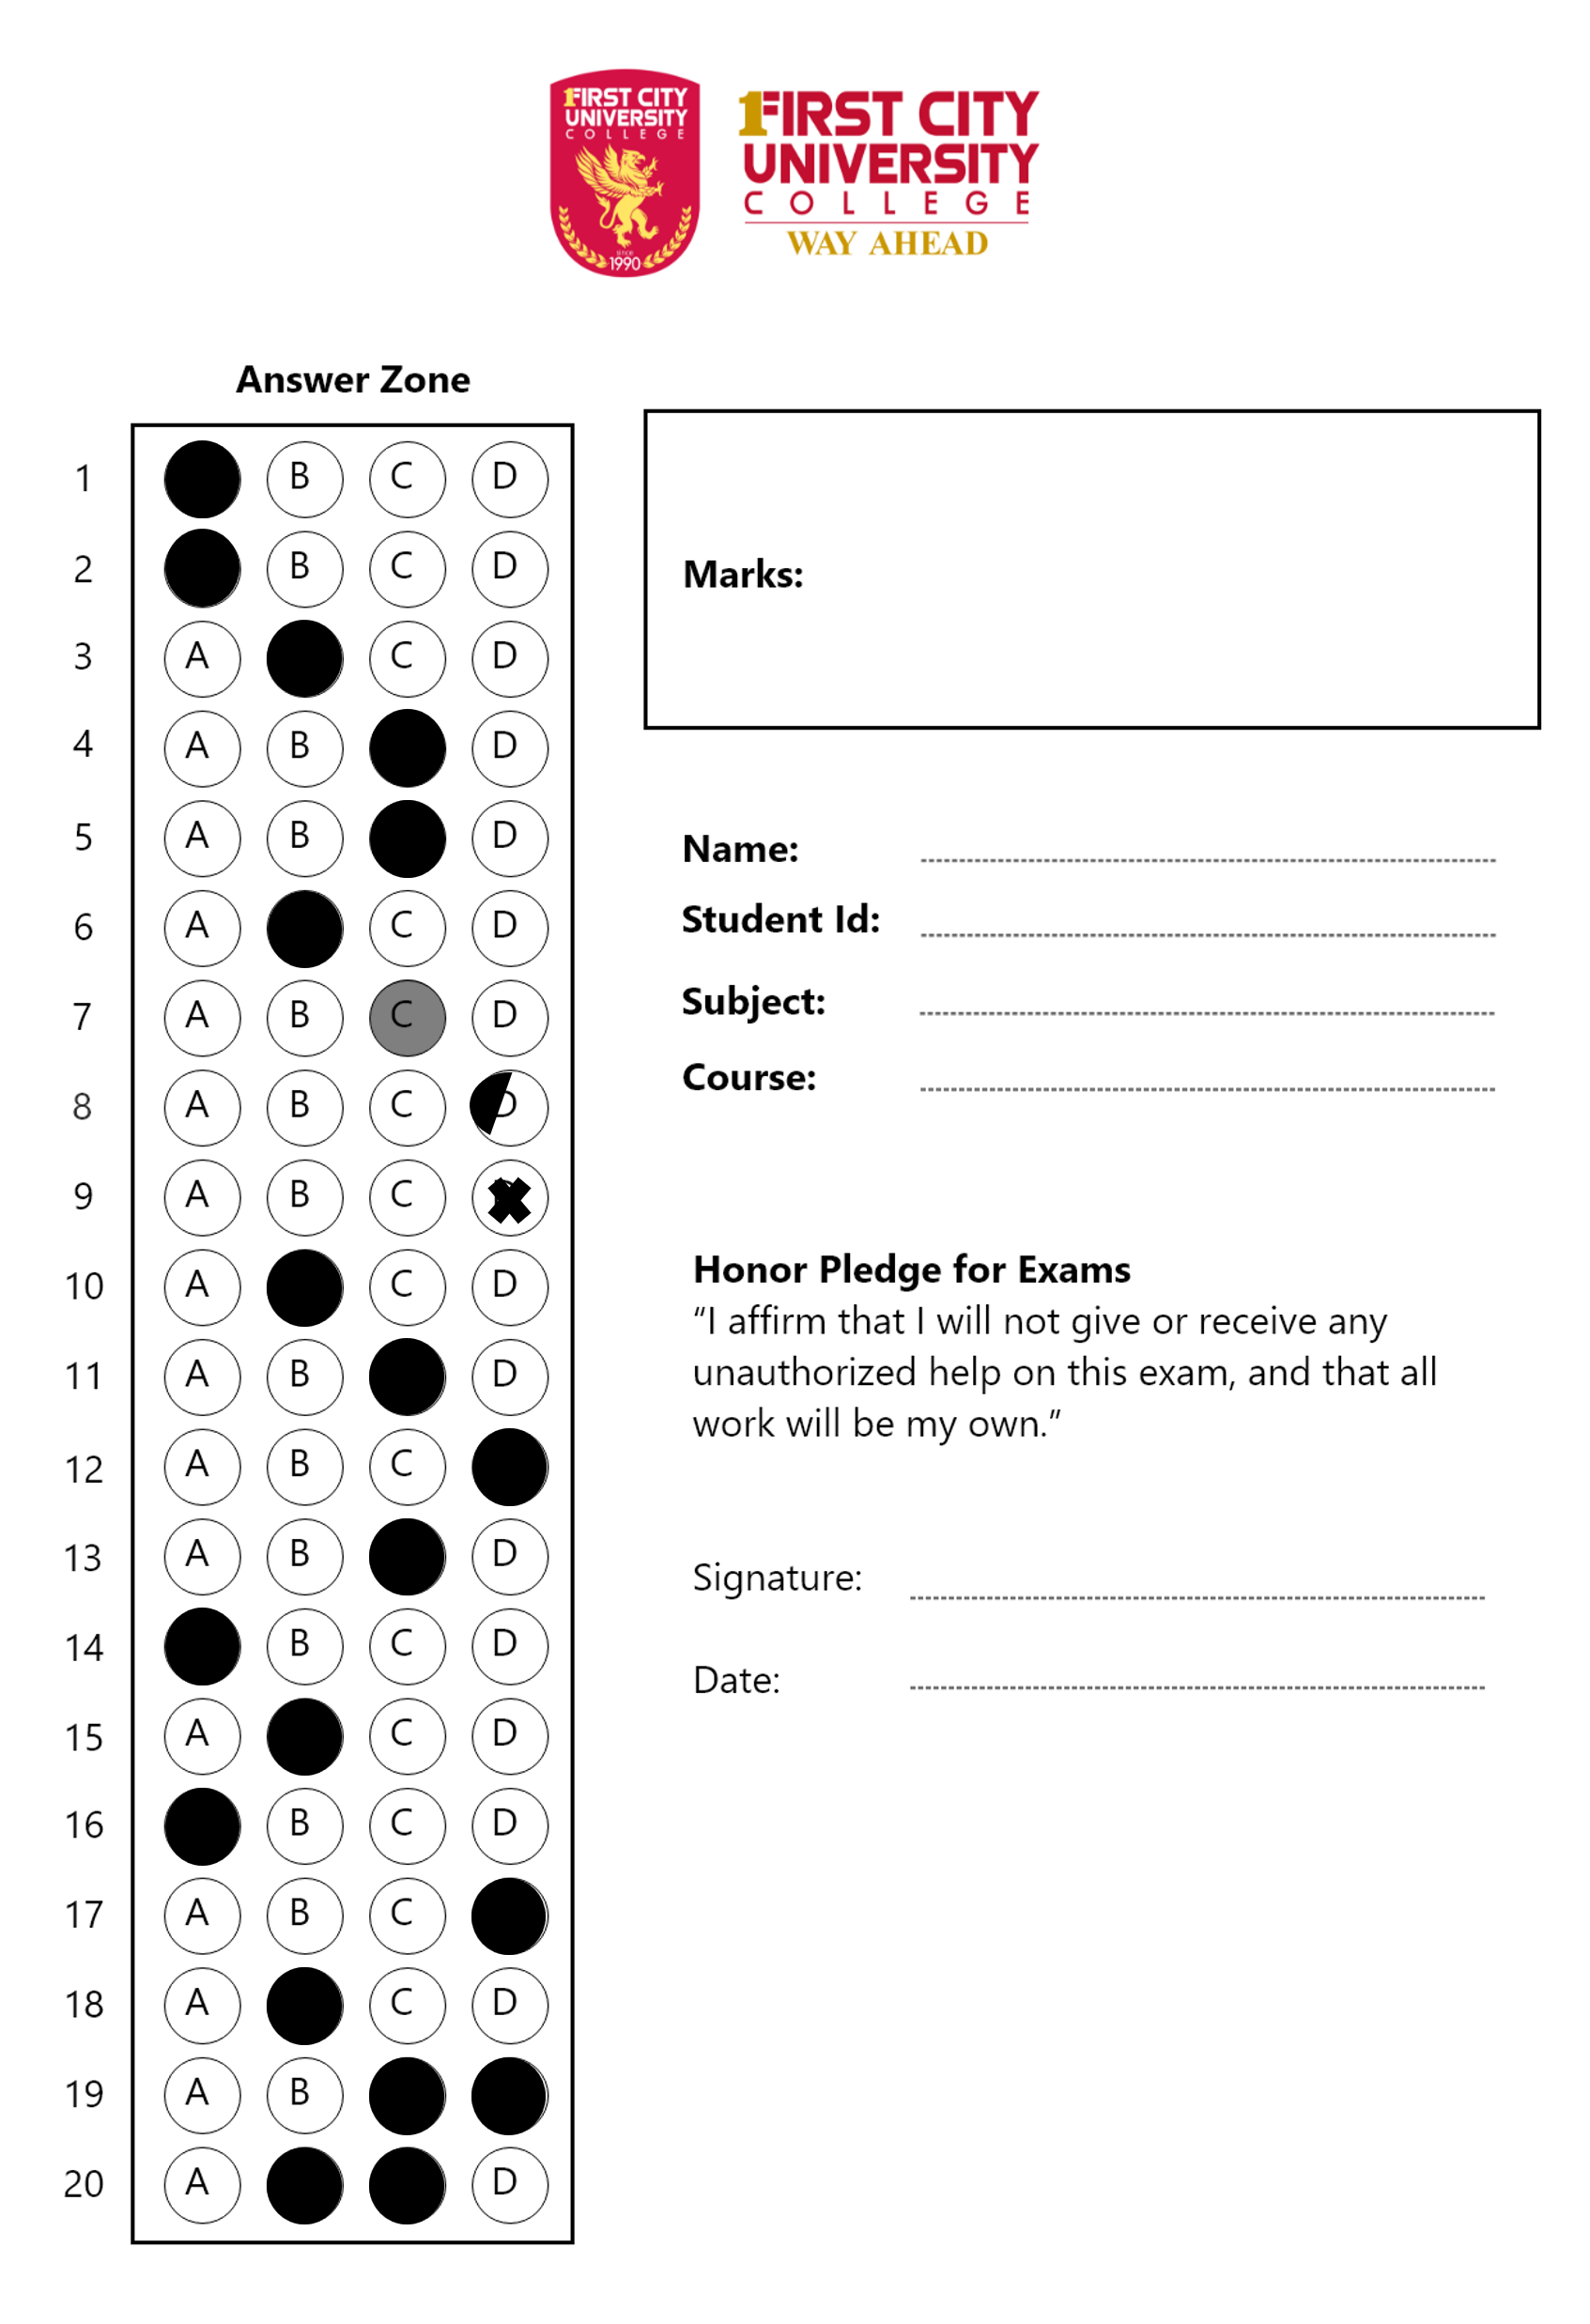 FIRST CITY
UNIVERSITY
COLLEGE
SINCE
1990
FIRST CITY
UNIVERSITY
COLLEGE
WAY AHEAD
Answer Zone
1 B C D
2 B C D
3 A C D
4 A B D
5 A B D
6 A C D
7 A B C D
8 A B C D
9 A B C
10 A C D
11 A B D
12 A B C
13 A B D
14 B C D
15 A C D
16 B C D
17 A B C
18 A C D
19 A B
20 A D
Marks:
Name:
Student Id:
Subject:
Course:
Honor Pledge for Exams
“I affirm that I will not give or receive any
unauthorized help on this exam, and that all
work will be my own.”
Signature:
Date: